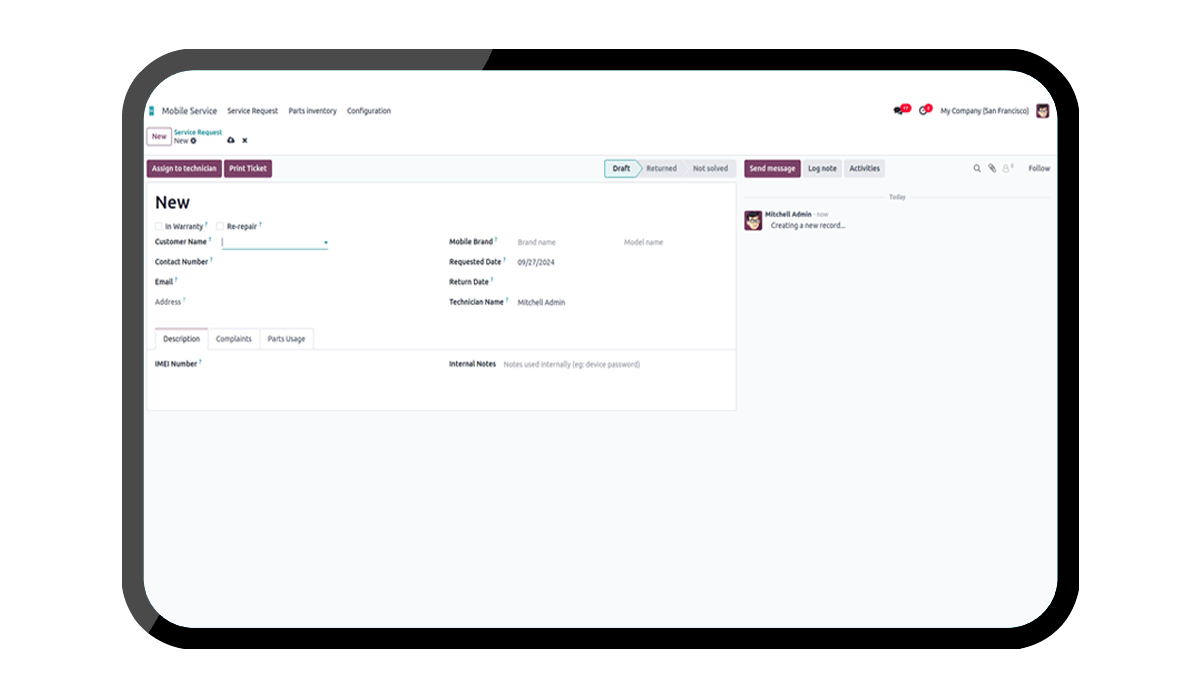 Mobile Service Service Request Parts inventory Configuration
My Company (San Francisco)
New Service Request
New
Assign to technician Print Ticket Draft Returned Not solved Send message Log note Activities Follow
New
Today
Mitchell Admin - now
Creating a new record...
In Warranty ? Re-repair ?
Customer Name ? Mobile Brand ? Brand name Model name
Contact Number ? Requested Date ? 09/27/2024
Email ? Return Date ?
Address ? Technician Name ? Mitchell Admin
Description Complaints Parts Usage
IMEI Number ? Internal Notes Notes used internally (eg: device password)